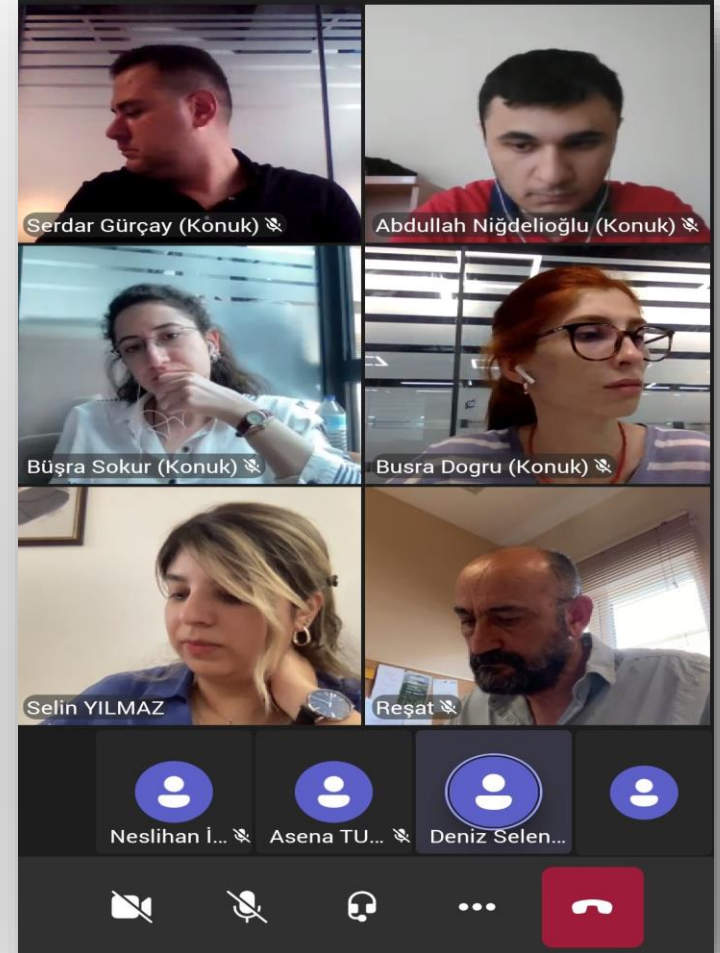 Serdar Gürçay (Konuk)
Abdullah Niğdelioğlu (Konuk)
Büşra Sokur (Konuk)
Busra Dogru (Konuk)
Selin YILMAZ
Reşat
Neslihan İ...
Asena TU...
Deniz Selen...